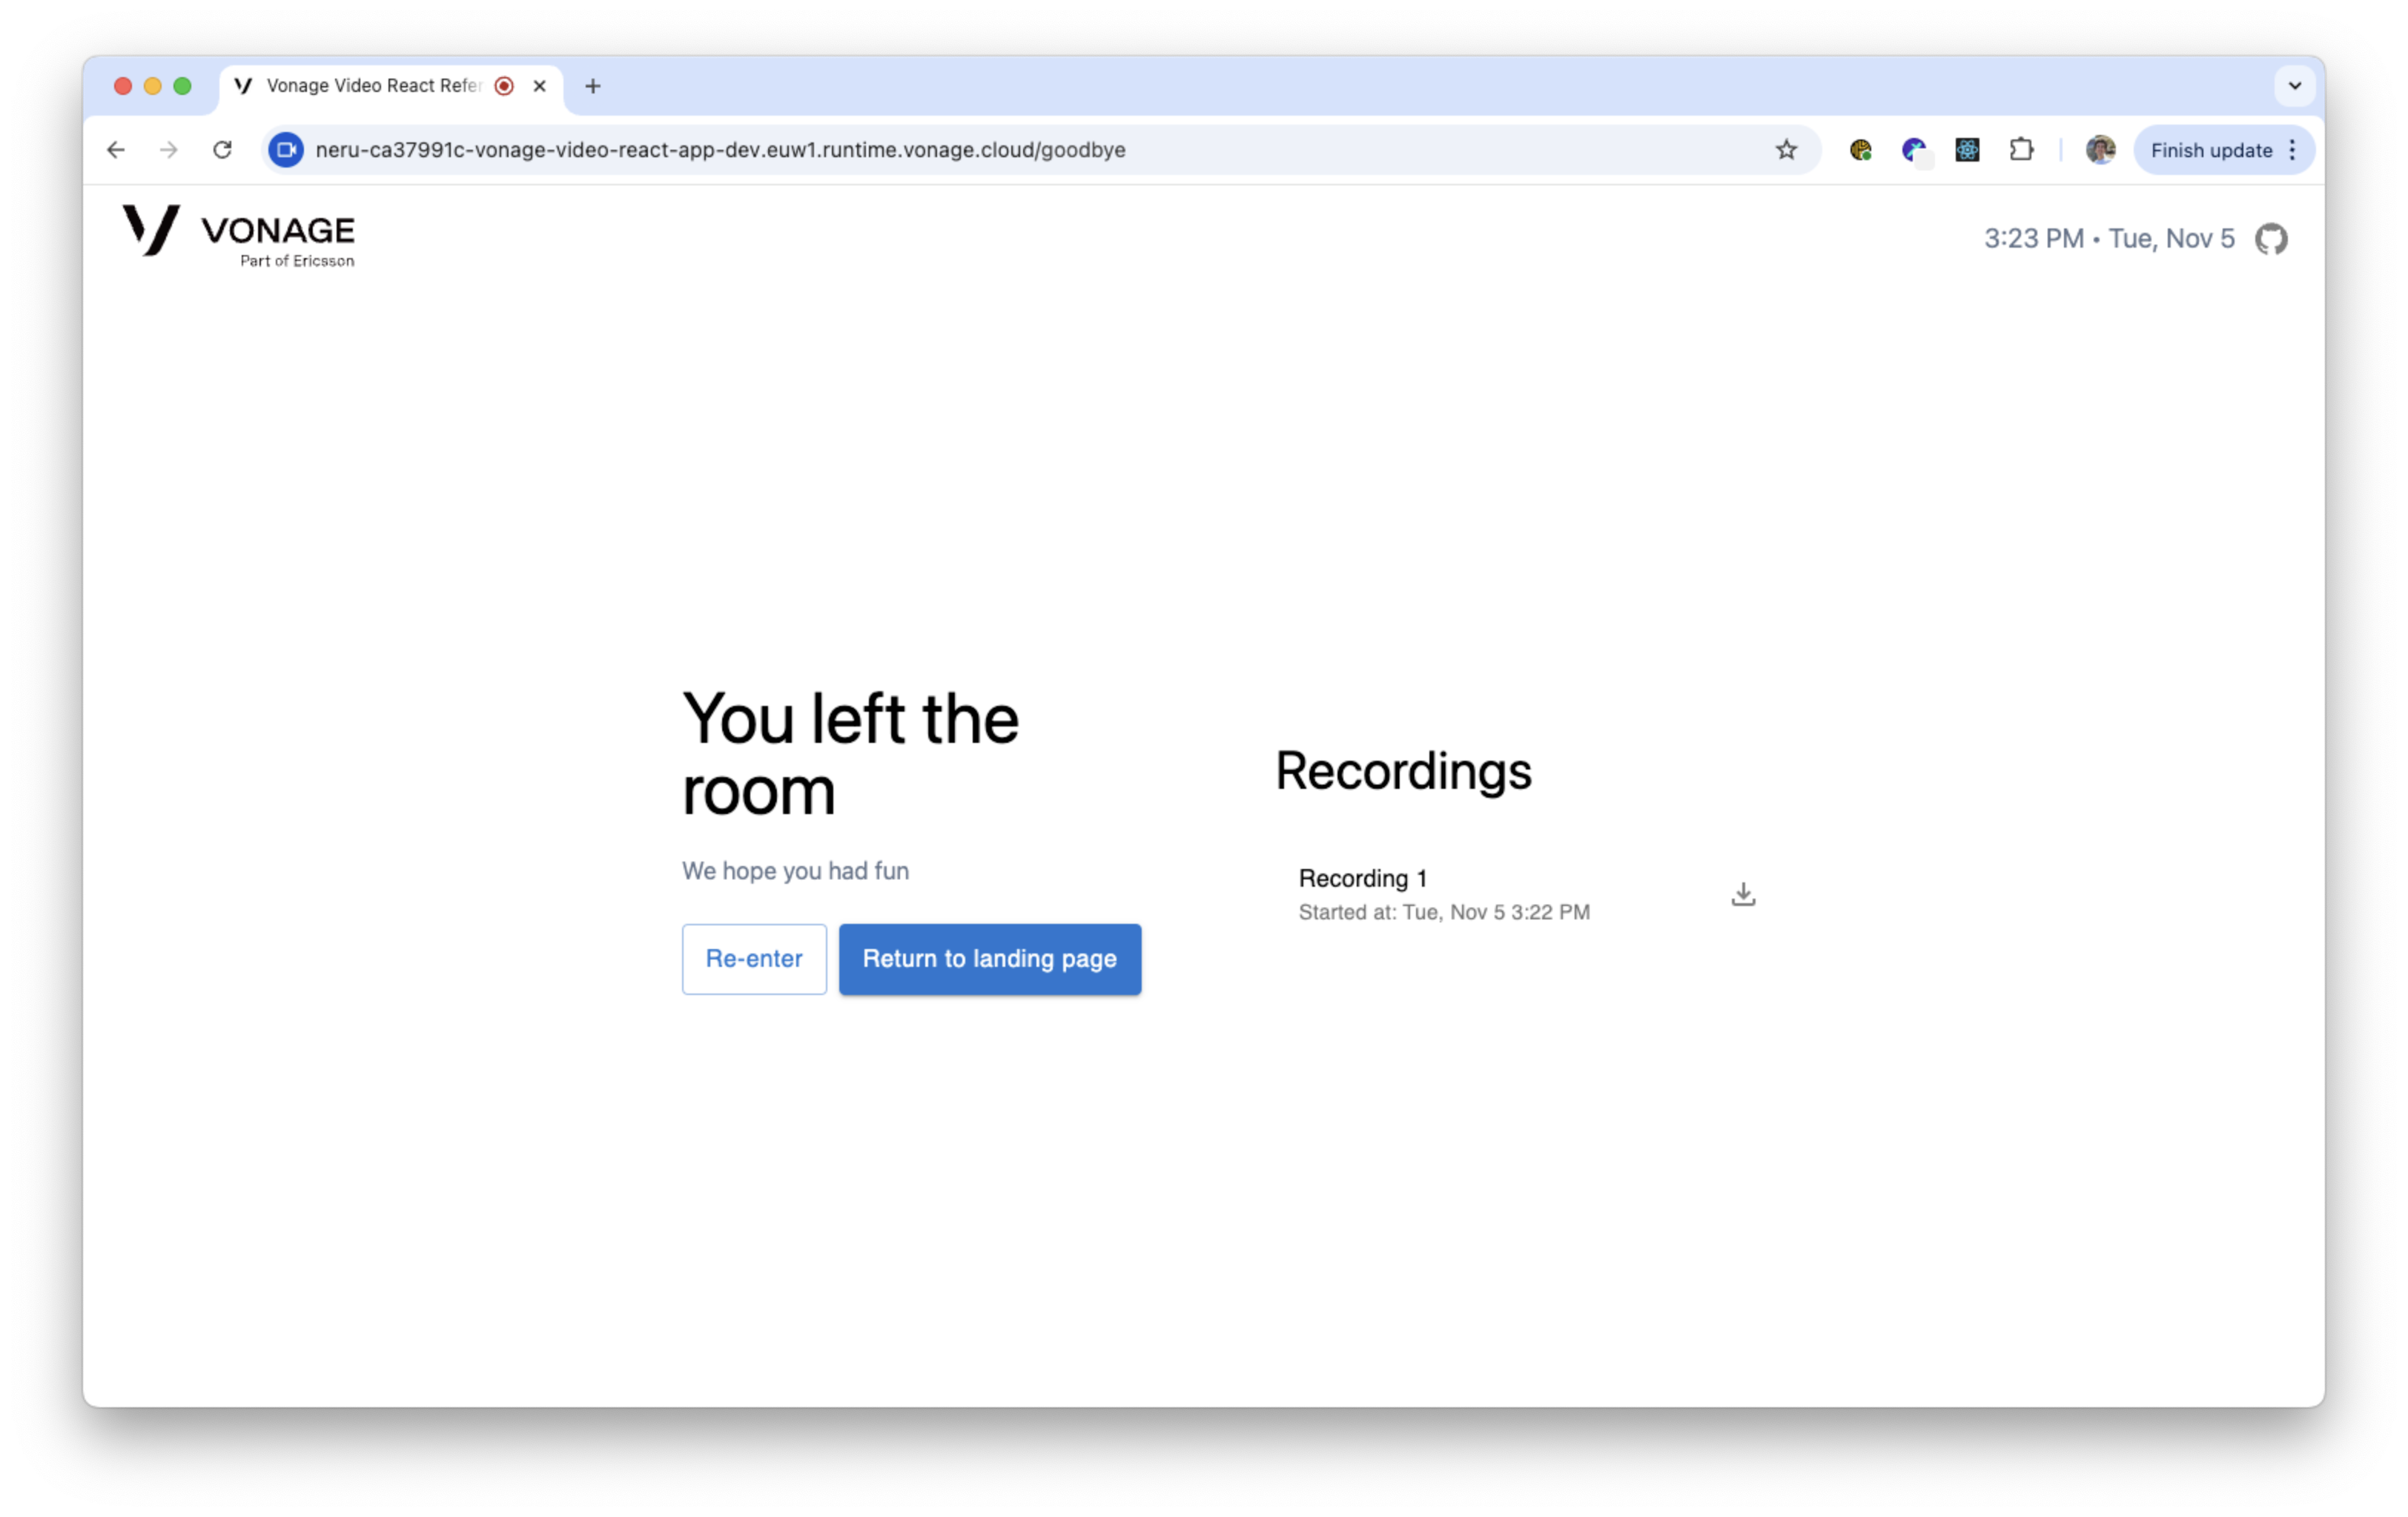 Vonage Video React Refer
neru-ca37991c-vonage-video-react-app-dev.euw1.runtime.vonage.cloud/goodbye
Finish update
VONAGE
Part of Ericsson
3:23 PM • Tue, Nov 5
You left the
room
We hope you had fun
Re-enter
Return to landing page
Recordings
Recording 1
Started at: Tue, Nov 5 3:22 PM